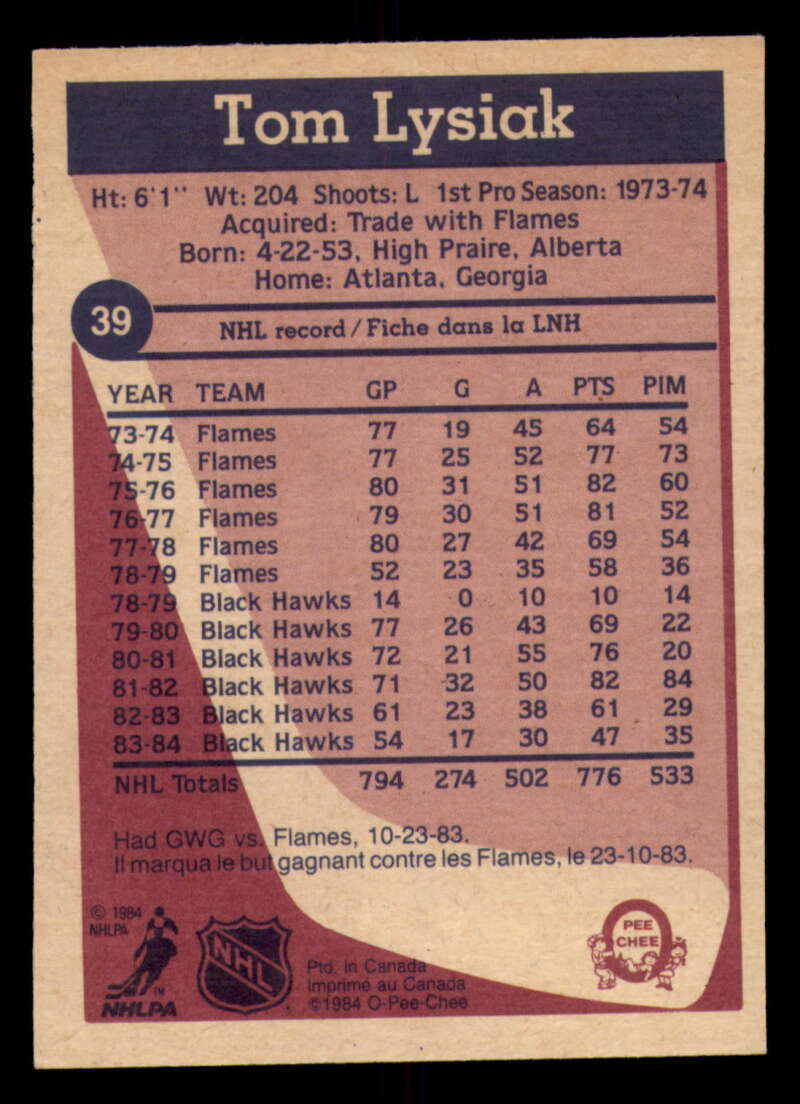 Tom Lysiak
Ht: 6'1" Wt: 204 Shoots: L 1st Pro Season: 1973-74
Acquired: Trade with Flames
Born: 4-22-53, High Praire, Alberta
Home: Atlanta, Georgia
39
NHL record / Fiche dans la LNH
YEAR TEAM GP G A PTS PIM
73-74 Flames 77 19 45 64 54
74-75 Flames 77 25 52 77 73
75-76 Flames 80 31 51 82 60
76-77 Flames 79 30 51 81 52
77-78 Flames 80 27 42 69 54
78-79 Flames 52 23 35 58 36
78-79 Black Hawks 14 0 10 10 14
79-80 Black Hawks 77 26 43 69 22
80-81 Black Hawks 72 21 55 76 20
81-82 Black Hawks 71 32 50 82 84
82-83 Black Hawks 61 23 38 61 29
83-84 Black Hawks 54 17 30 47 35
NHL Totals 794 274 502 776 533
Had GWG vs. Flames, 10-23-83.
Il marqua le but gagnant contre les Flames, le 23-10-83.
© 1984
NHLPA
TM
NHLPA
NHL
Ptd. in Canada
Imprimé au Canada
©1984 O-Pee-Chee
PEE
CHEE